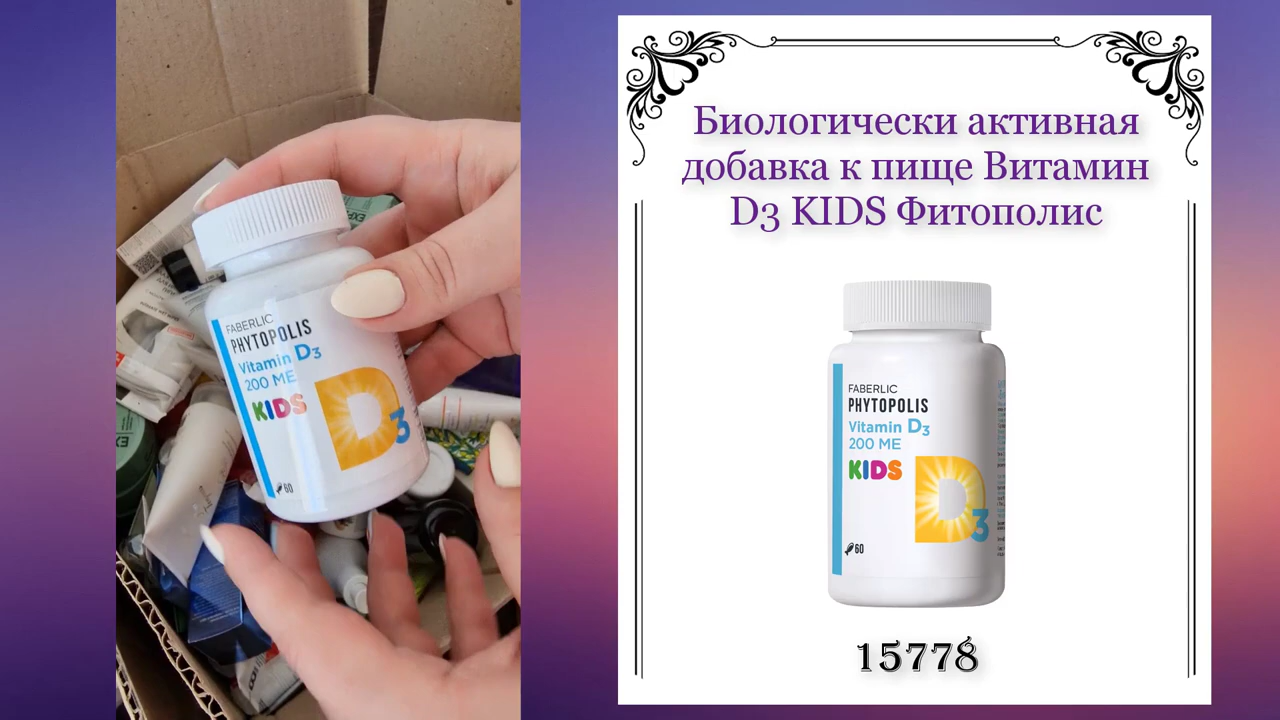 FABERLIC
PHYTOPOLIS
Vitamin D3
200 ME
KIDS
D3
60
Биологически активная
добавка к пище Витамин
D3 KIDS Фитополис
FABERLIC
PHYTOPOLIS
Vitamin D3
200 ME
KIDS
D3
60
15778